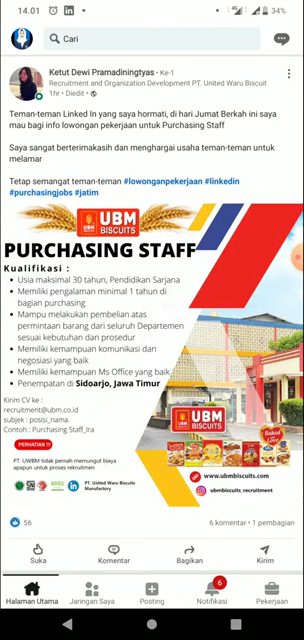 14.01
34%
Cari
Ketut Dewi Pramadiningtyas • Ke-1
Recruitment and Organization Development PT. United Waru Biscuit
1hr • Diedit •
Teman-teman Linked In yang saya hormati, di hari Jumat Berkah ini saya
mau bagi info lowongan pekerjaan untuk Purchasing Staff
Saya sangat berterimakasih dan menghargai usaha teman-teman untuk
melamar
Tetap semangat teman-teman #lowonganpekerjaan #linkedin
#purchasingjobs #jatim
UBM
BISCUITS
PURCHASING STAFF
Kualifikasi :
• Usia maksimal 30 tahun, Pendidikan Sarjana
• Memiliki pengalaman minimal 1 tahun di
bagian purchasing
• Mampu melakukan pembelian atas
permintaan barang dari seluruh Departemen
sesuai kebutuhan dan prosedur
• Memiliki kemampuan komunikasi dan
negosiasi yang baik
• Memiliki kemampuan Ms Office yang baik
• Penempatan di Sidoarjo, Jawa Timur
Kirim CV ke :
recruitment@ubm.co.id
subjek : posisi_nama.
Contoh : Purchasing Staff_Ira
PERHATIAN !!!
PT. UWBM tidak pernah memungut biaya
apapun untuk proses rekrutmen
PT. United Waru Biscuits
Manufactory
UBM
BISCUITS
Baked
with
Love
www.ubmbiscuits.com
ubmbiscuits_recruitment
56
6 komentar • 1 pembagian
Suka
Komentar
Bagikan
Kirim
6
Halaman Utama
Jaringan Saya
Posting
Notifikasi
Pekerjaan